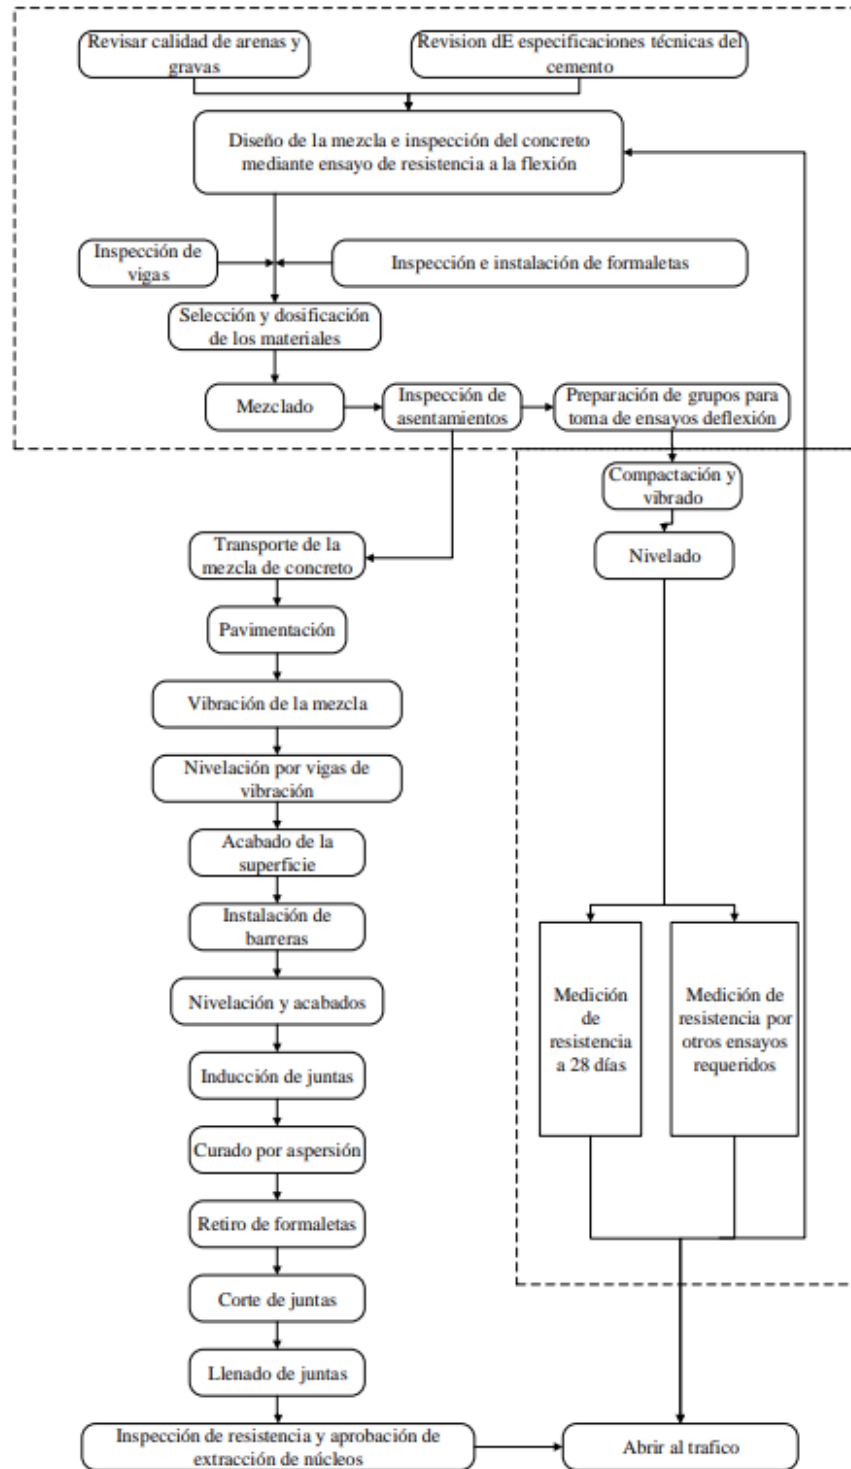 Revisar calidad de arenas y
gravas
Revision dE especificaciones técnicas del
cemento
Diseño de la mezcla e inspección del concreto
mediante ensayo de resistencia a la flexión
Inspección de
vigas
Inspección e instalación de formaletas
Selección y dosificación
de los materiales
Mezclado
Inspección de
asentamientos
Preparación de grupos para
toma de ensayos deflexión
Compactación y
vibrado
Transporte de la
mezcla de concreto
Nivelado
Pavimentación
Vibración de la mezcla
Nivelación por vigas de
vibración
Acabado de la
superficie
Instalación de
barreras
Nivelación y acabados
Medición
de
resistencia
a 28 días
Medición de
resistencia por
otros ensayos
requeridos
Inducción de juntas
Curado por aspersión
Retiro de formaletas
Corte de juntas
Llenado de juntas
Inspección de resistencia y aprobación de
extracción de núcleos
Abrir al trafico